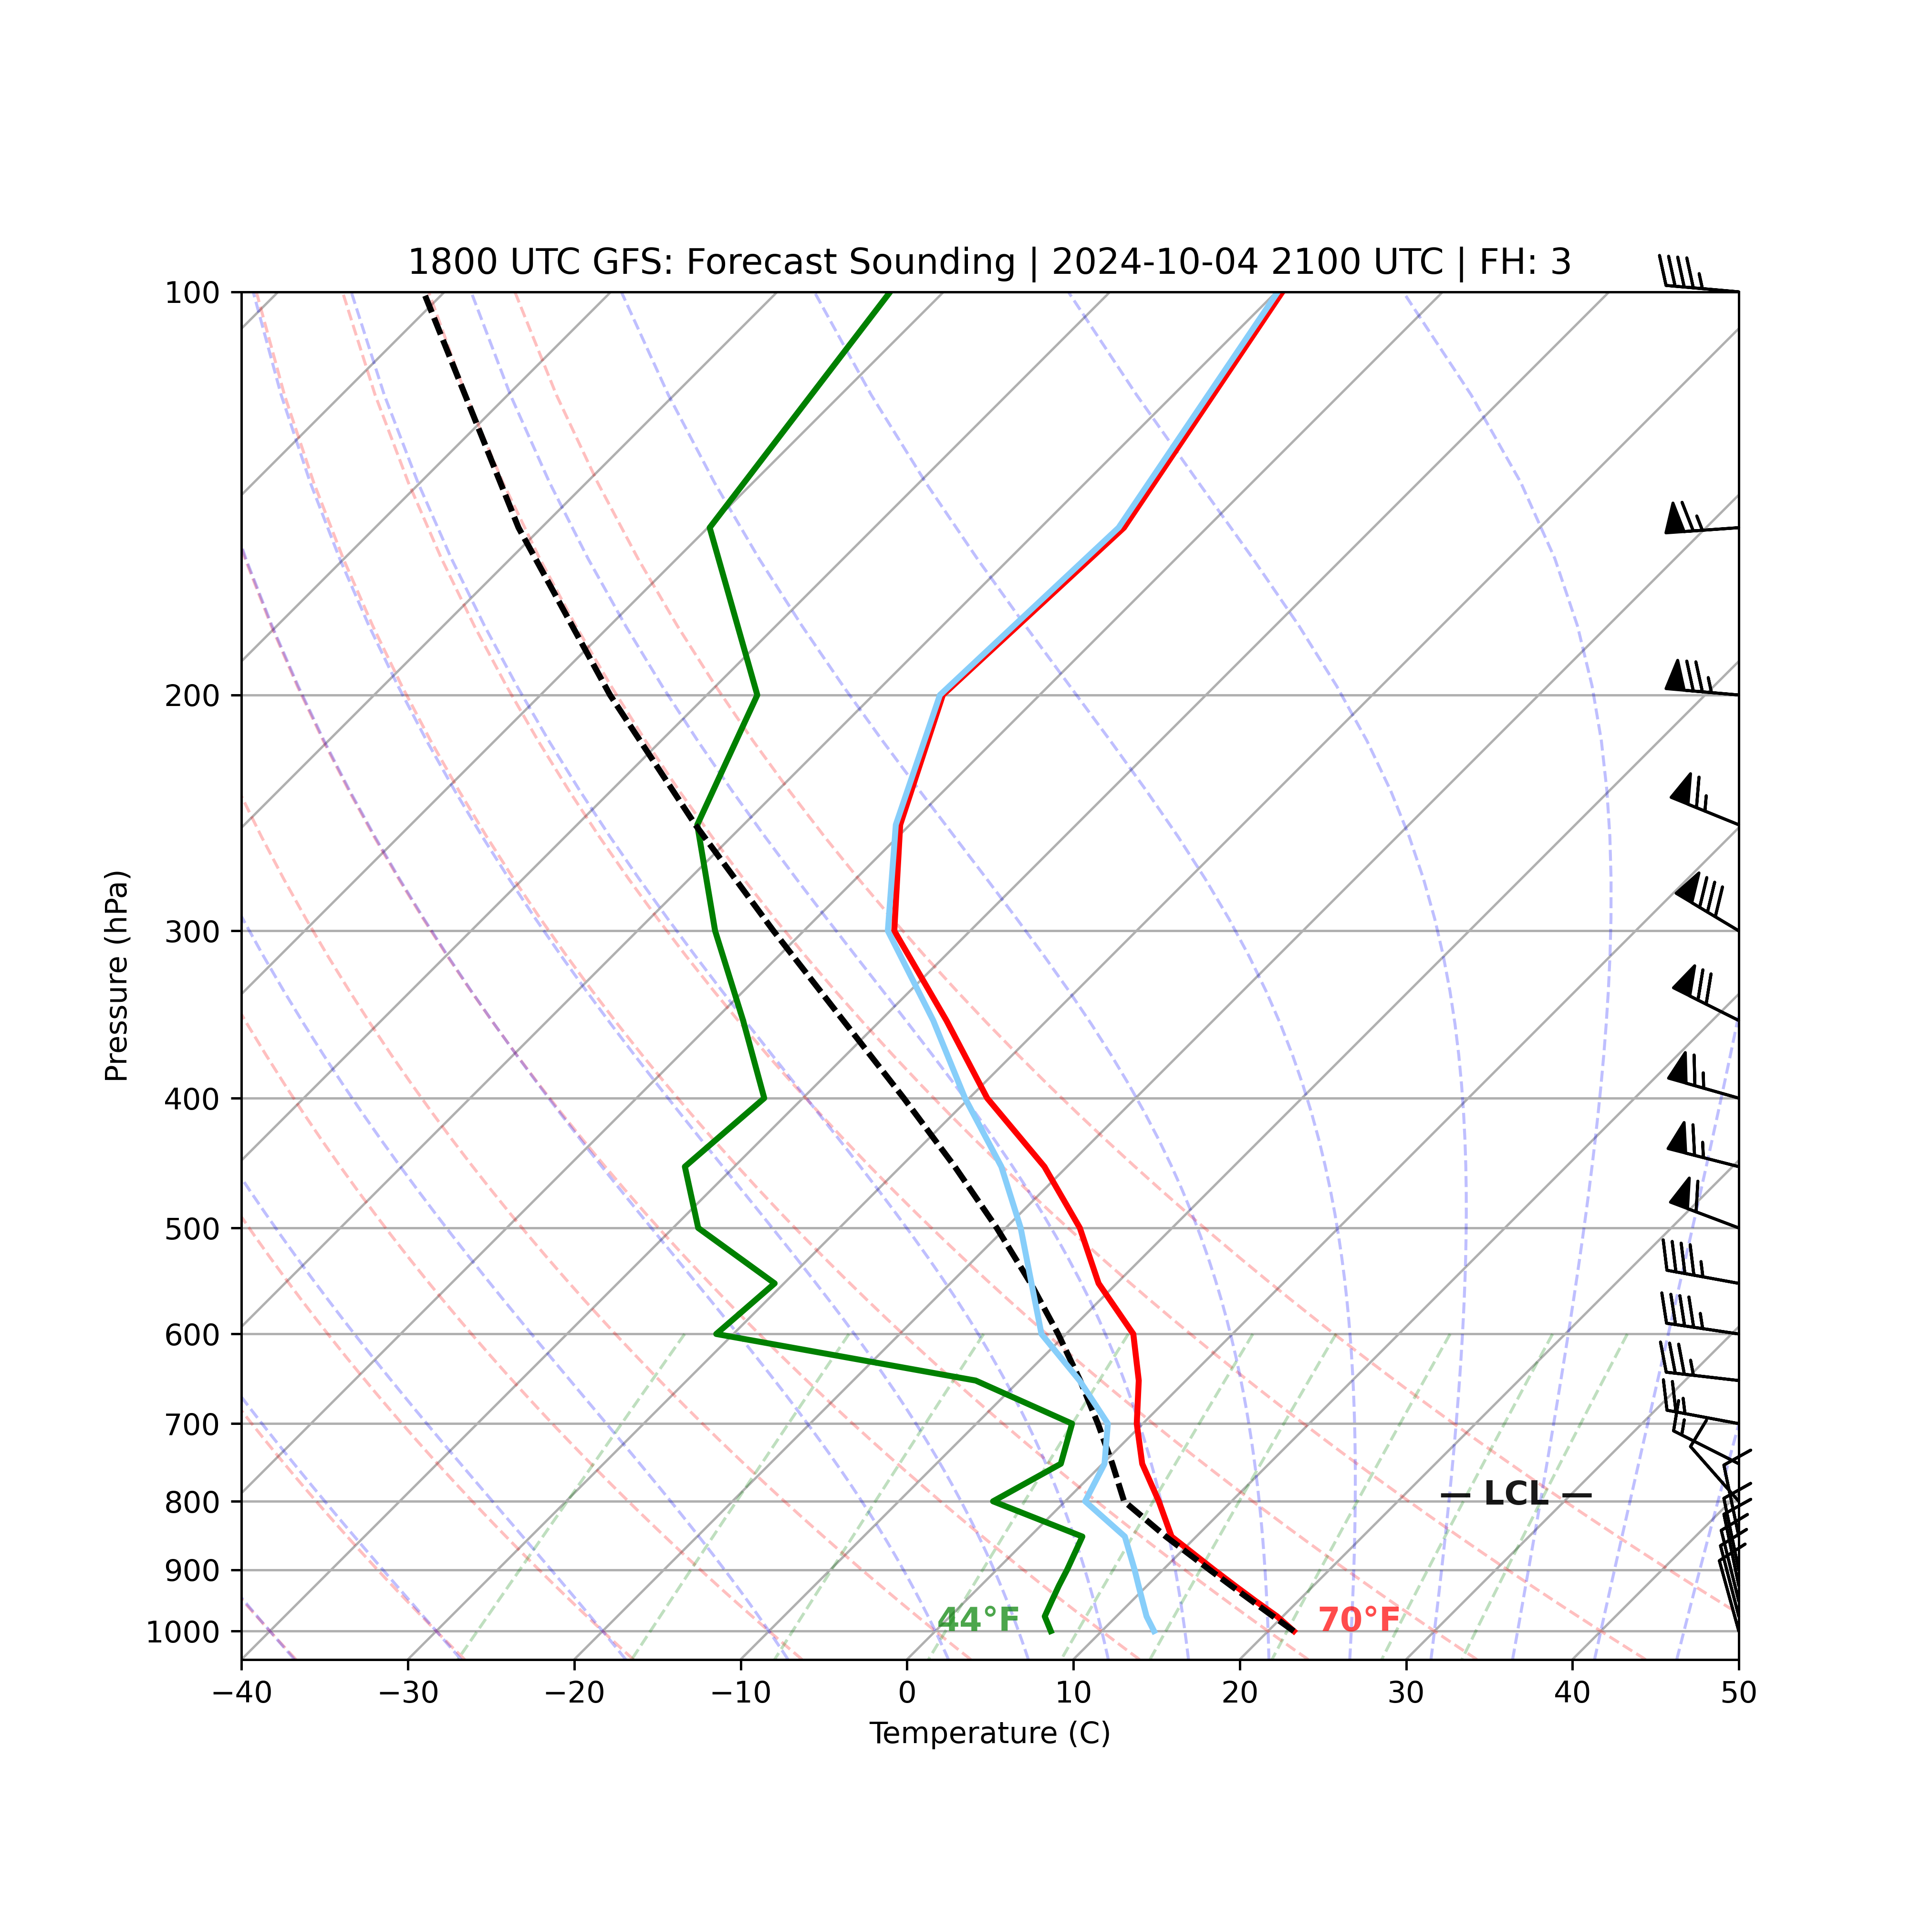 1800 UTC GFS: Forecast Sounding | 2024-10-04 2100 UTC | FH: 3
100
200
300
400
500
600
700
800
900
1000
Pressure (hPa)
— LCL —
44°F
70°F
−40 −30 −20 −10 0 10 20 30 40 50
Temperature (C)